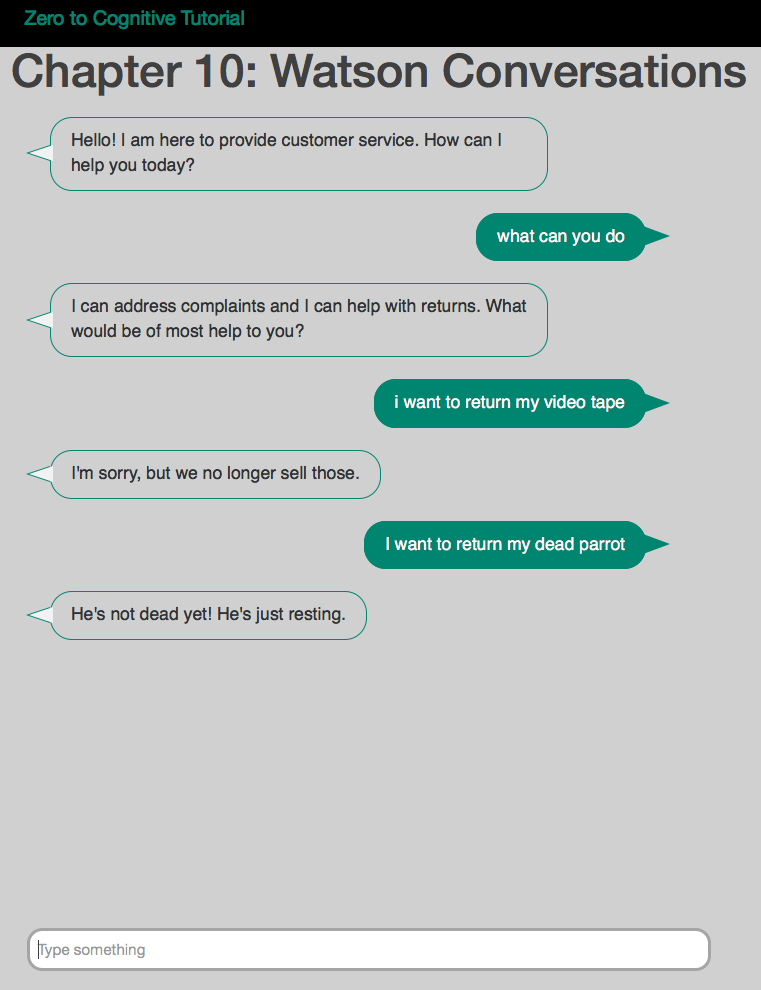 Zero to Cognitive Tutorial
Chapter 10: Watson Conversations
Hello! I am here to provide customer service. How can I
help you today?
what can you do
I can address complaints and I can help with returns. What
would be of most help to you?
i want to return my video tape
I'm sorry, but we no longer sell those.
I want to return my dead parrot
He's not dead yet! He's just resting.
Type something